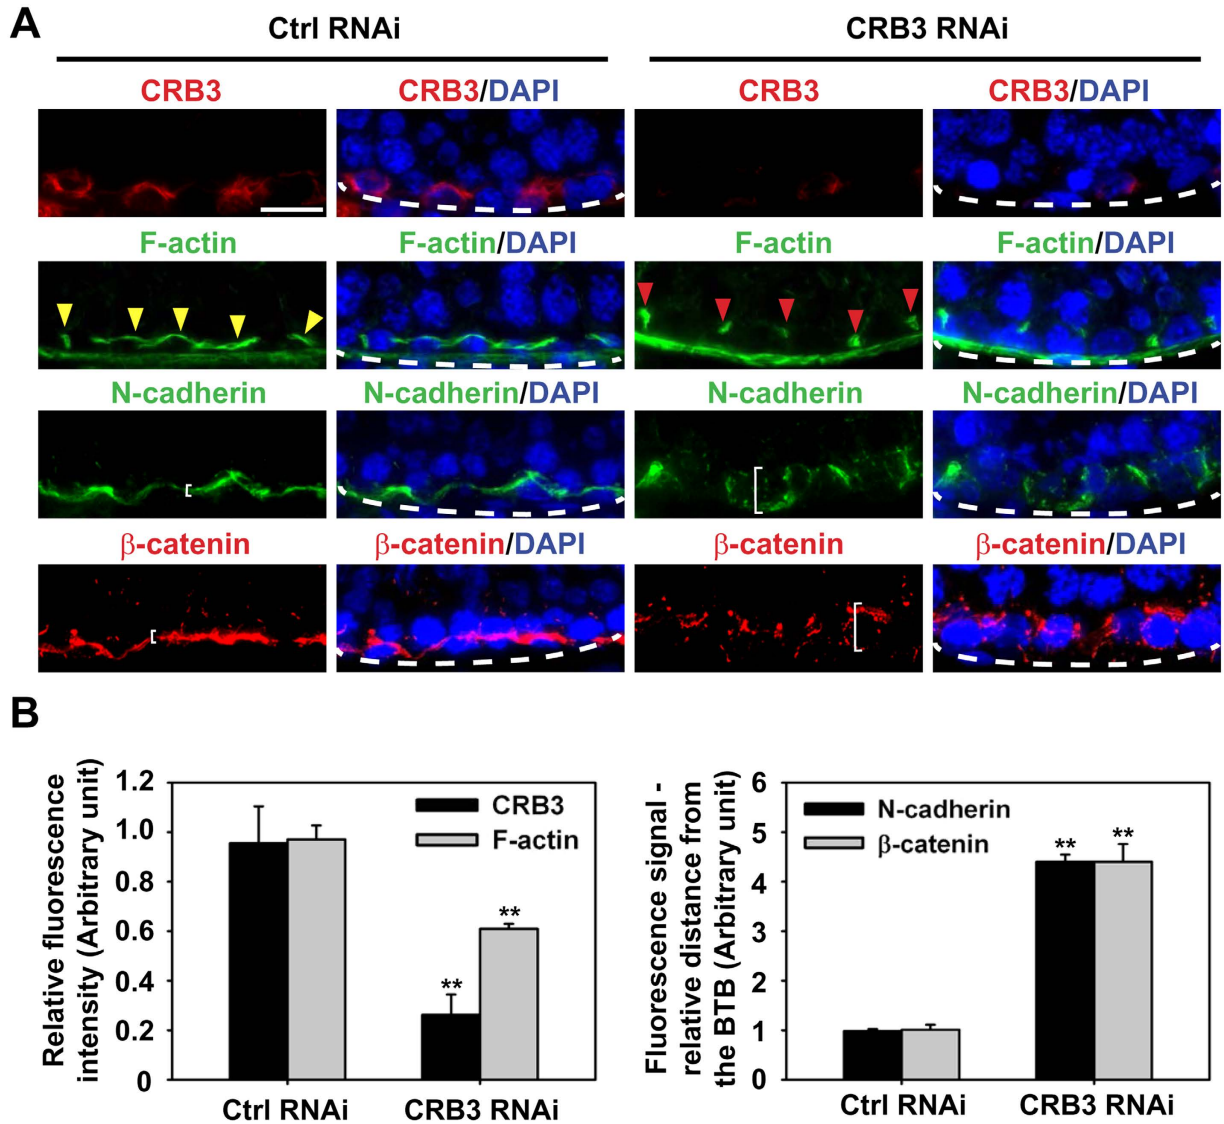 A
Ctrl RNAi
CRB3 RNAi
CRB3
CRB3/DAPI
CRB3
CRB3/DAPI
F-actin
F-actin/DAPI
F-actin
F-actin/DAPI
N-cadherin
N-cadherin/DAPI
N-cadherin
N-cadherin/DAPI
β-catenin
β-catenin/DAPI
β-catenin
β-catenin/DAPI
B
Relative fluorescence
intensity (Arbitrary unit)
1.2
1.0
0.8
0.6
0.4
0.2
0
CRB3
F-actin
**
**
Ctrl RNAi
CRB3 RNAi
Fluorescence signal -
relative distance from
the BTB (Arbitrary unit)
6
5
4
3
2
1
0
N-cadherin
β-catenin
**
**
Ctrl RNAi
CRB3 RNAi